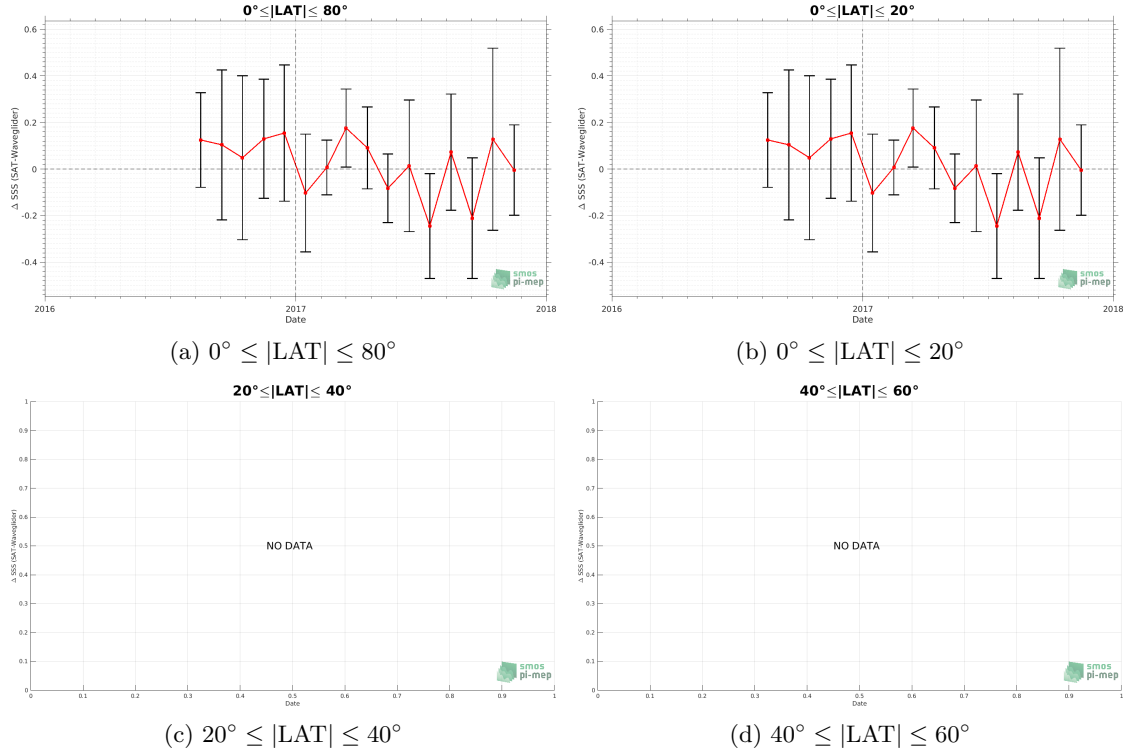 0°≤|LAT|≤ 80°
0.6
0.4
0.2
0
-0.2
-0.4
Δ SSS (SAT-Waveglider)
2016
2017
2018
Date
smos
pi-mep
(a) 0° ≤ |LAT| ≤ 80°
0°≤|LAT|≤ 20°
0.6
0.4
0.2
0
-0.2
-0.4
Δ SSS (SAT-Waveglider)
2016
2017
2018
Date
smos
pi-mep
(b) 0° ≤ |LAT| ≤ 20°
20°≤|LAT|≤ 40°
1
0.9
0.8
0.7
0.6
0.5
0.4
0.3
0.2
0.1
0
Δ SSS (SAT-Waveglider)
NO DATA
0 0.1 0.2 0.3 0.4 0.5 0.6 0.7 0.8 0.9 1
Date
smos
pi-mep
(c) 20° ≤ |LAT| ≤ 40°
40°≤|LAT|≤ 60°
1
0.9
0.8
0.7
0.6
0.5
0.4
0.3
0.2
0.1
0
Δ SSS (SAT-Waveglider)
NO DATA
0 0.1 0.2 0.3 0.4 0.5 0.6 0.7 0.8 0.9 1
Date
smos
pi-mep
(d) 40° ≤ |LAT| ≤ 60°